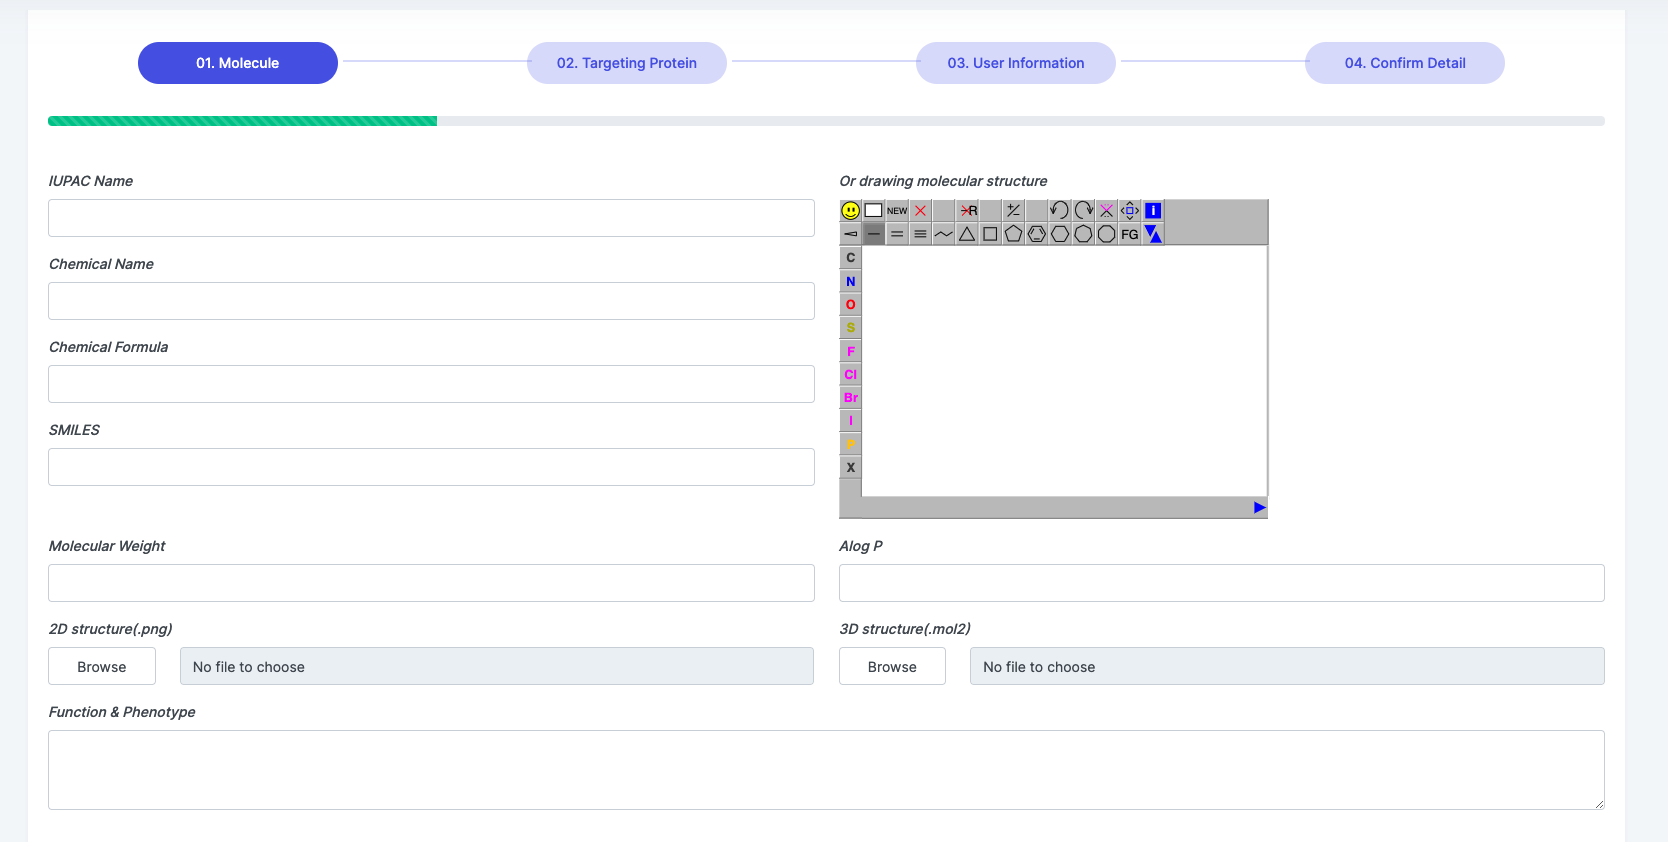 01. Molecule
02. Targeting Protein
03. User Information
04. Confirm Detail
IUPAC Name
Or drawing molecular structure
NEW
R
i
FG
Chemical Name
C
N
O
S
F
Cl
Br
I
P
X
Chemical Formula
SMILES
Molecular Weight
Alog P
2D structure(.png)
3D structure(.mol2)
Browse
No file to choose
Browse
No file to choose
Function & Phenotype